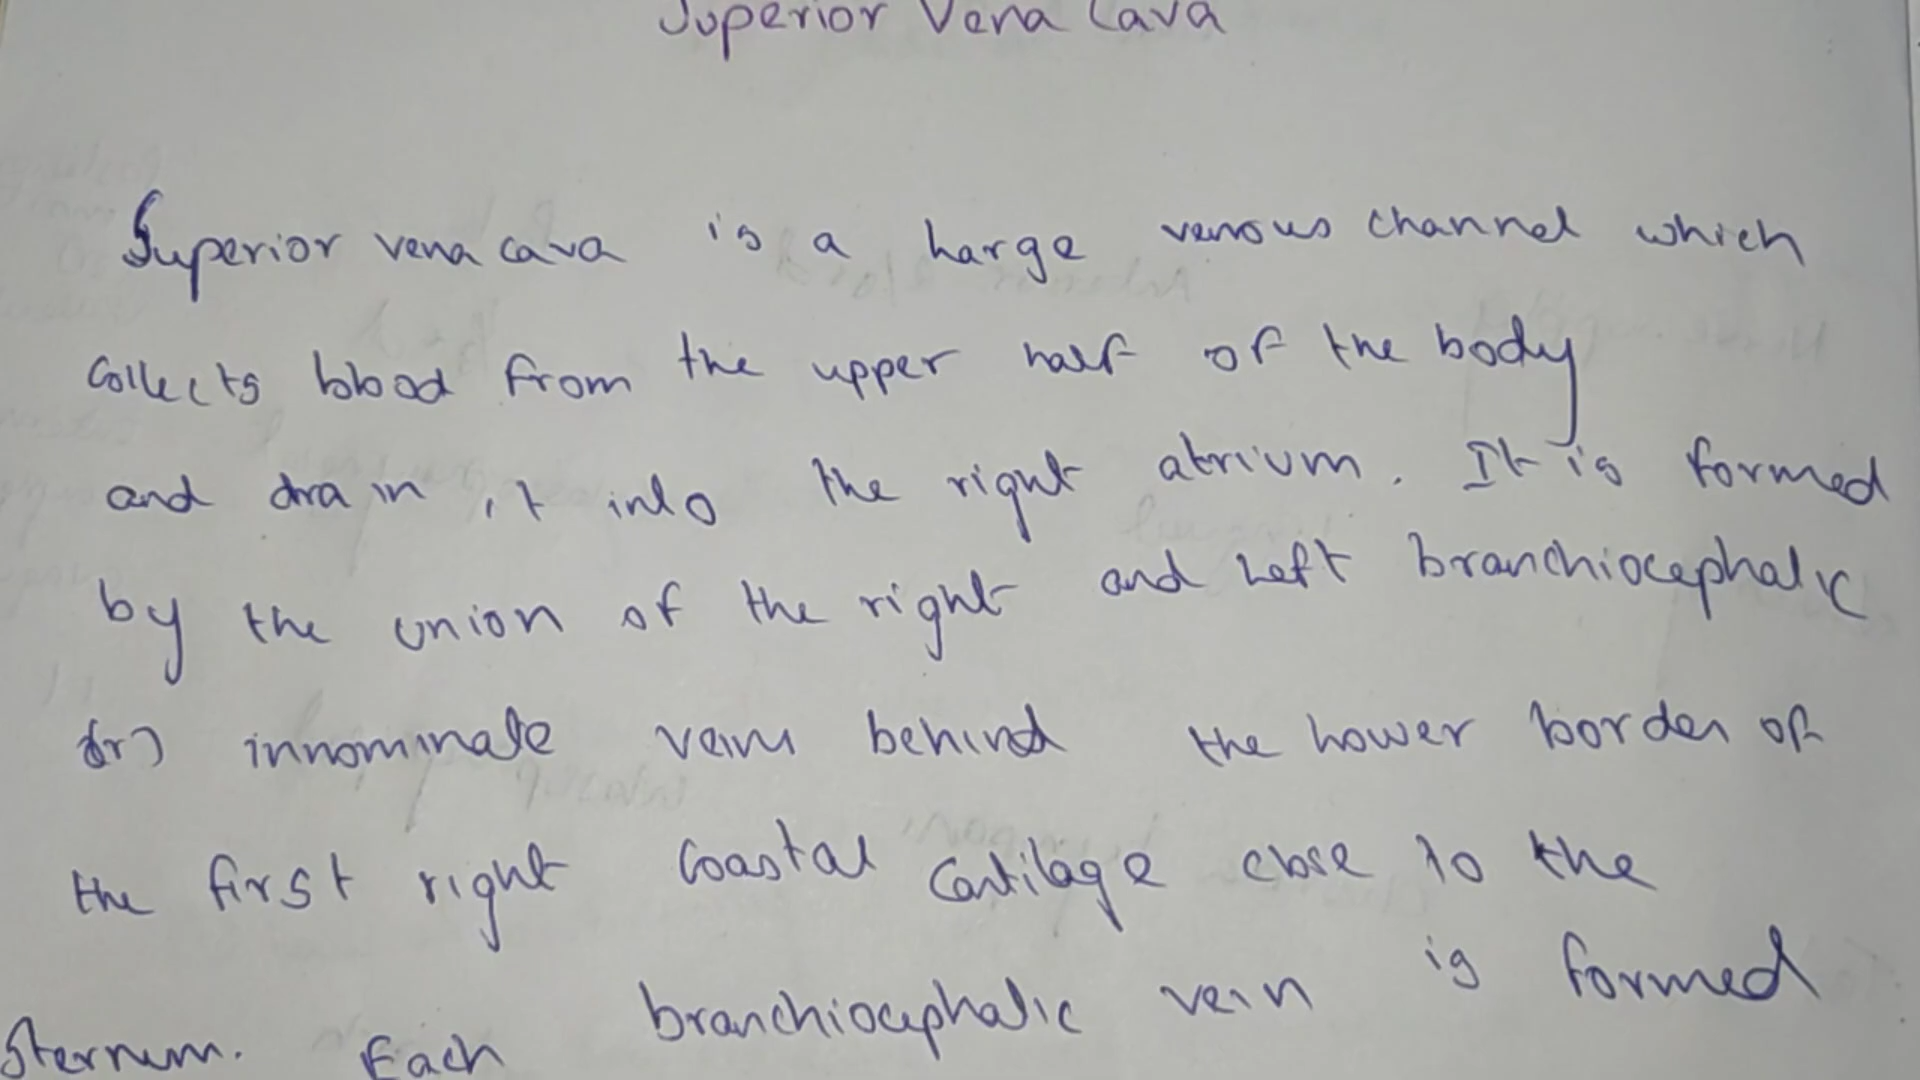 Superior Vena Cava
Superior vena cava is a large venous channel which
collects blood from the upper half of the body
and drain it into the right atrium. It is formed
by the union of the right and left branchiocephalic
(or) innominate veins behind the lower border of
the first right coastal cartilage close to the
sternum. Each branchiocephalic vein is formed